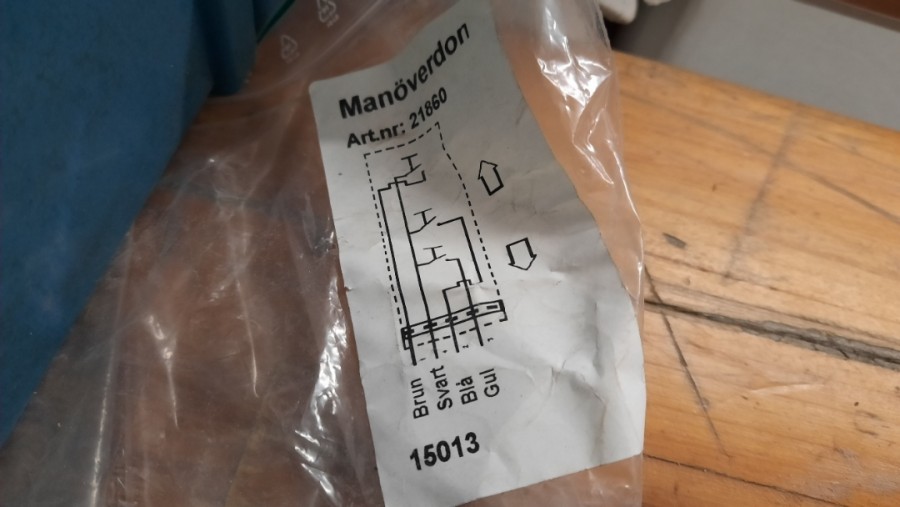 Manöverdon
Art.nr: 21860
Brun
Svart
Blå
Gul
15013